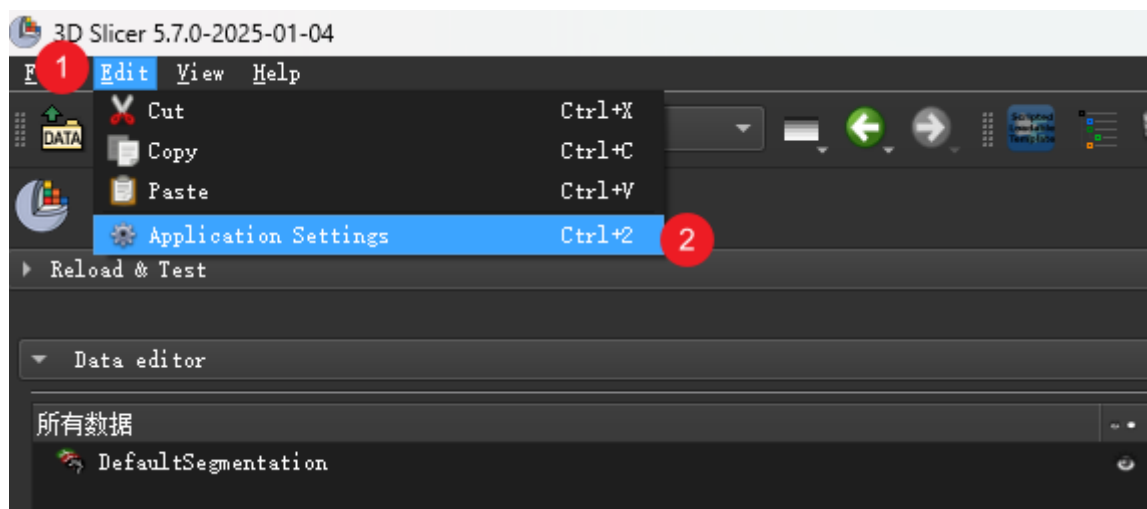 3D Slicer 5.7.0-2025-01-04
F 1 Edit View Help
Cut Ctrl+X
DATA
Copy Ctrl+C
Paste Ctrl+V
Application Settings Ctrl+2 2
Reload & Test
Data editor
所有数据
DefaultSegmentation